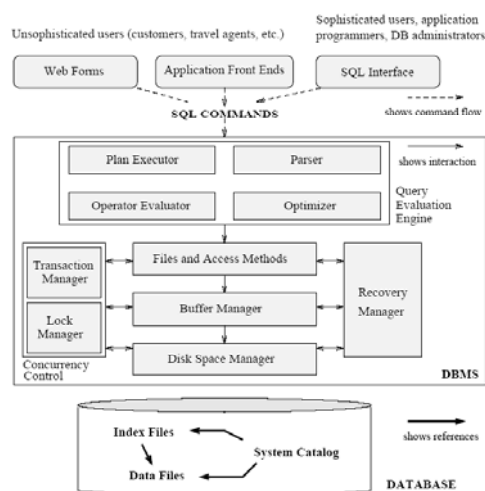 Unsophisticated users (customers, travel agents, etc.)
Sophisticated users, application
programmers, DB administrators
Web Forms
Application Front Ends
SQL Interface
SQL COMMANDS
shows command flow
Plan Executor
Parser
shows interaction
Operator Evaluator
Optimizer
Query
Evaluation
Engine
Files and Access Methods
Transaction
Manager
Buffer Manager
Recovery
Manager
Lock
Manager
Disk Space Manager
Concurrency
Control
DBMS
Index Files
shows references
System Catalog
Data Files
DATABASE